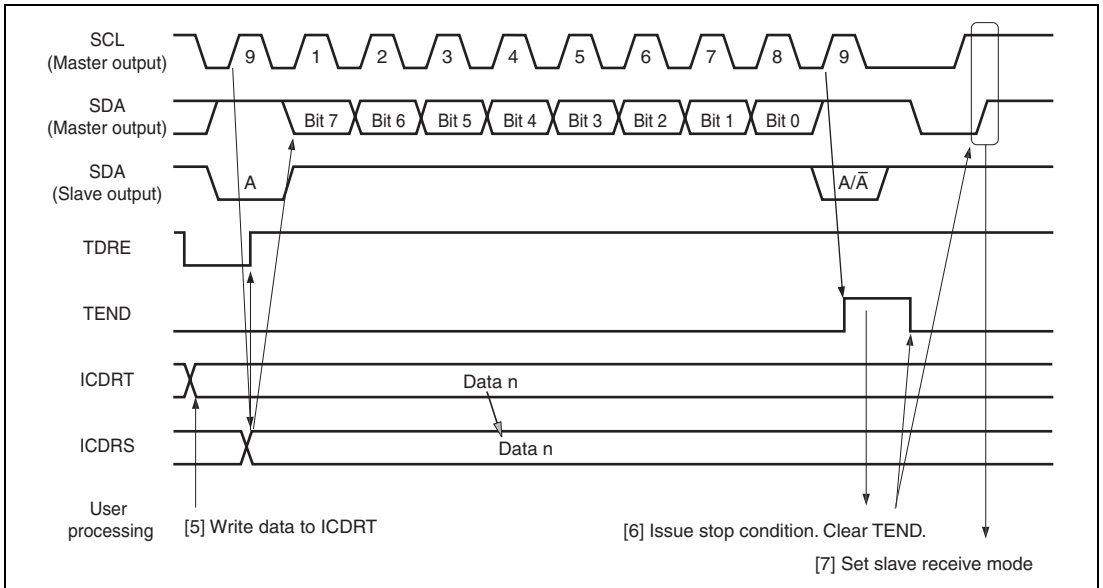 SCL
(Master output)
9 1 2 3 4 5 6 7 8 9
SDA
(Master output)
Bit 7 Bit 6 Bit 5 Bit 4 Bit 3 Bit 2 Bit 1 Bit 0
SDA
(Slave output)
A A/A̅
TDRE
TEND
ICDRT
Data n
ICDRS
Data n
User
processing
[5] Write data to ICDRT
[6] Issue stop condition. Clear TEND.
[7] Set slave receive mode